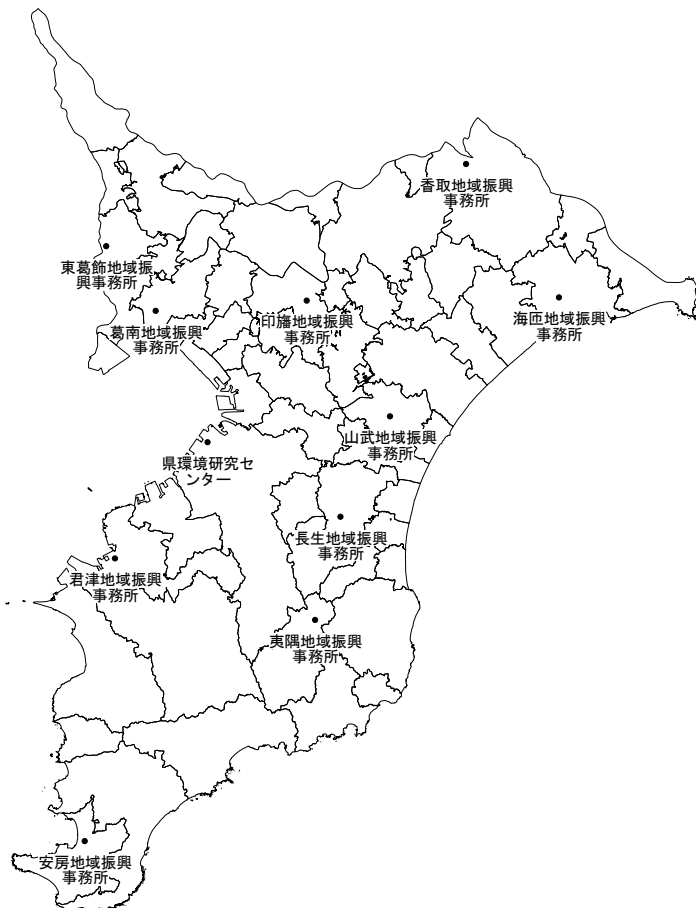 香取地域振興
事務所
東葛飾地域振
興事務所
葛南地域振興
事務所
印旛地域振興
事務所
海匝地域振興
事務所
山武地域振興
事務所
県環境研究セ
ンター
長生地域振興
事務所
君津地域振興
事務所
夷隅地域振興
事務所
安房地域振興
事務所